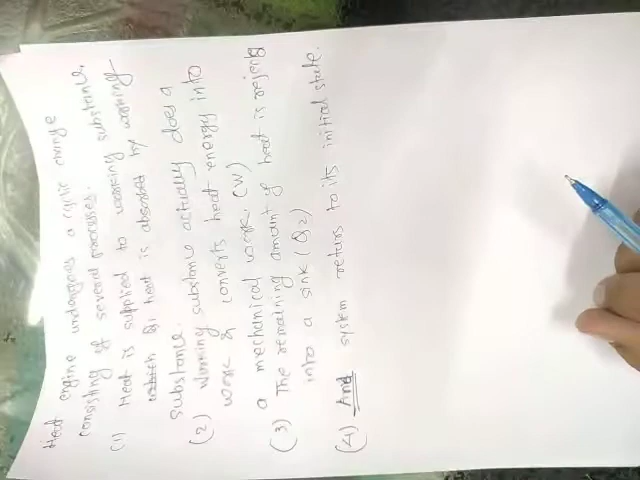 Heat engine undergoes a cyclic change
consisting of several processes.
(1) Heat is supplied to working substance.
which Q1 heat is absorbed by working
substance.
(2) Working substance actually does a
work & converts heat energy into
a mechanical work. (W)
(3) The remaining amount of heat is rejects
into a sink (Q2)
(4) And system returs to its initial state.